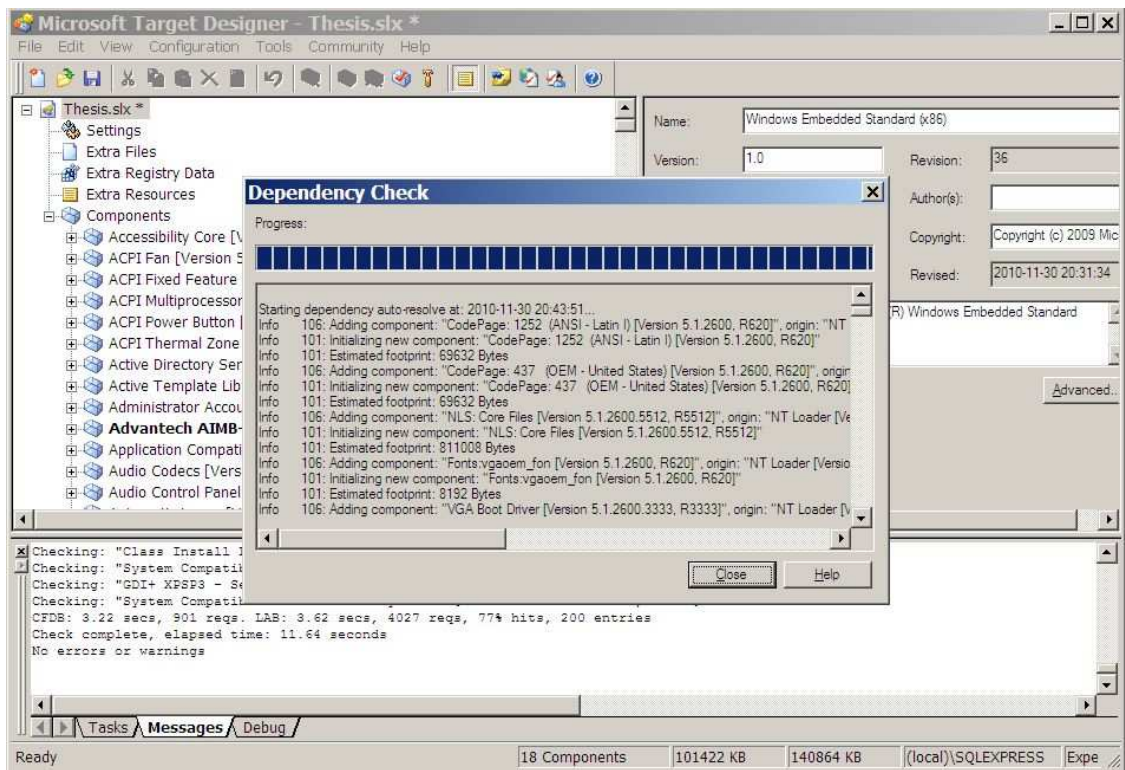 Microsoft Target Designer - Thesis.slx *
File Edit View Configuration Tools Community Help
Thesis.slx *
Settings
Extra Files
Extra Registry Data
Extra Resources
Components
Accessibility Core [V
ACPI Fan [Version 5
ACPI Fixed Feature
ACPI Multiprocessor
ACPI Power Button [
ACPI Thermal Zone
Active Directory Ser
Active Template Lib
Administrator Accou
Advantech AIMB-
Application Compati
Audio Codecs [Vers
Audio Control Panel
Name: Windows Embedded Standard (x86)
Version: 1.0 Revision: 36
Author(s):
Copyright: Copyright (c) 2009 Mic
Revised: 2010-11-30 20:31:34
(R) Windows Embedded Standard
Advanced..
Dependency Check
Progress:
Starting dependency auto-resolve at: 2010-11-30 20:43:51...
Info 106: Adding component: "CodePage: 1252 (ANSI - Latin I) [Version 5.1.2600, R620]", origin: "NT
Info 101: Initializing new component: "CodePage: 1252 (ANSI - Latin I) [Version 5.1.2600, R620]"
Info 101: Estimated footprint: 69632 Bytes
Info 106: Adding component: "CodePage: 437 (OEM - United States) [Version 5.1.2600, R620]", origin
Info 101: Initializing new component: "CodePage: 437 (OEM - United States) [Version 5.1.2600, R620]
Info 101: Estimated footprint: 69632 Bytes
Info 106: Adding component: "NLS: Core Files [Version 5.1.2600.5512, R5512]", origin: "NT Loader [Ve
Info 101: Initializing new component: "NLS: Core Files [Version 5.1.2600.5512, R5512]"
Info 101: Estimated footprint: 811008 Bytes
Info 106: Adding component: "Fonts:vgaoem_fon [Version 5.1.2600, R620]", origin: "NT Loader [Versio
Info 101: Initializing new component: "Fonts:vgaoem_fon [Version 5.1.2600, R620]"
Info 101: Estimated footprint: 8192 Bytes
Info 106: Adding component: "VGA Boot Driver [Version 5.1.2600.3333, R3333]", origin: "NT Loader [V
Close Help
Checking: "Class Install
Checking: "System Compatib
Checking: "GDI+ XPSP3 - Se
Checking: "System Compatib
CFDB: 3.22 secs, 901 reqs. LAB: 3.62 secs, 4027 reqs, 77% hits, 200 entries
Check complete, elapsed time: 11.64 seconds
No errors or warnings
Tasks Messages Debug
Ready 18 Components 101422 KB 140864 KB (local)\SQLEXPRESS Expe